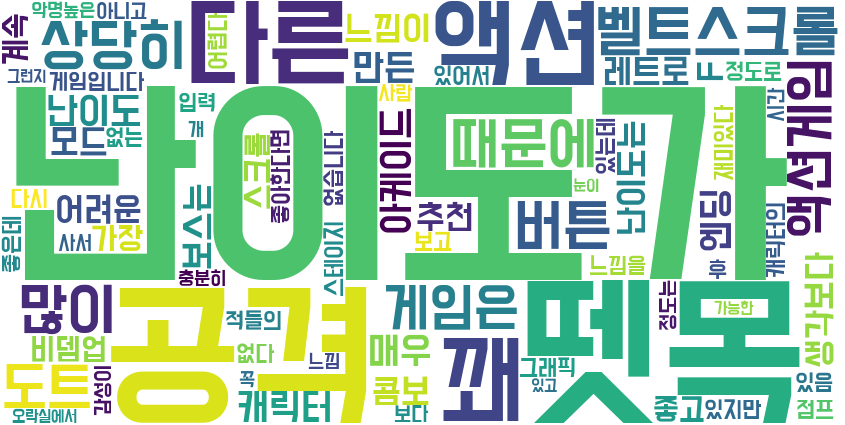 악명높은
아니고
계속
상당히
다른
어렵다
느낌이
액션
벨트스크롤
그런지
게임입니다
만든
있어서
레트로
F
정도로
난이도
입력
사람
시간
모드
없는
개
스크롤
좋아한다면
없습니다
아케이드
때문에
있는데
난이도는
재미있다
액션게임
난이도가
다시
어려운
보스는
눈이
추천
버튼
엔딩
좋은데
사서
가장
보고
캐릭터의
충분히
스테이지
느낌을
후
많이
공격
적들의
게임은
떳목
정도는
가능한
생각보다
비뎀업
없다
느낌
매우
꽤
그래픽
있고
도트
감성이
꼭
캐릭터
콤보
보다
좋고
있지만
있음
점프
오락실에서